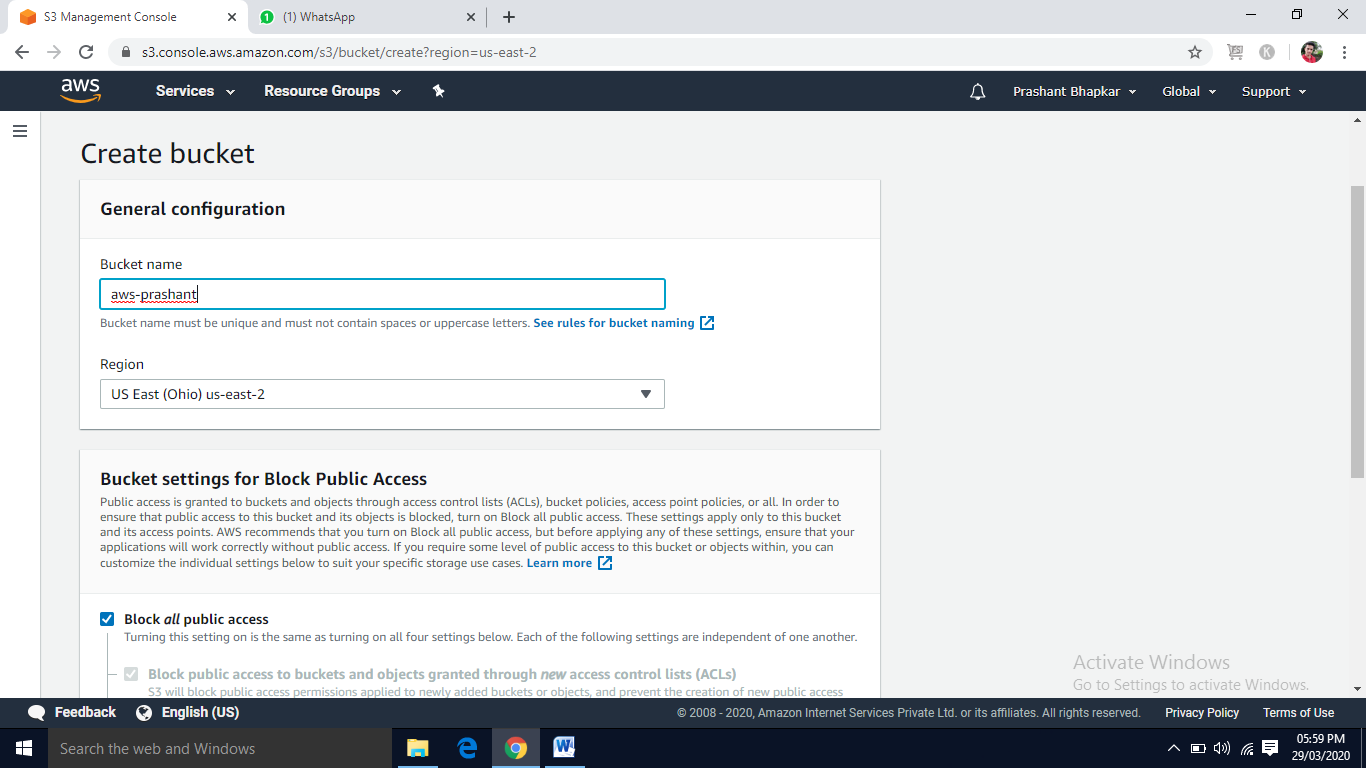 S3 Management Console
(1) WhatsApp
s3.console.aws.amazon.com/s3/bucket/create?region=us-east-2
K
aws
Services
Resource Groups
Prashant Bhapkar
Global
Support
Create bucket
General configuration
Bucket name
aws-prashant
Bucket name must be unique and must not contain spaces or uppercase letters. See rules for bucket naming
Region
US East (Ohio) us-east-2
Bucket settings for Block Public Access
Public access is granted to buckets and objects through access control lists (ACLs), bucket policies, access point policies, or all. In order to
ensure that public access to this bucket and its objects is blocked, turn on Block all public access. These settings apply only to this bucket
and its access points. AWS recommends that you turn on Block all public access, but before applying any of these settings, ensure that your
applications will work correctly without public access. If you require some level of public access to this bucket or objects within, you can
customize the individual settings below to suit your specific storage use cases. Learn more
Block all public access
Turning this setting on is the same as turning on all four settings below. Each of the following settings are independent of one another.
Block public access to buckets and objects granted through new access control lists (ACLs)
S3 will block public access permissions applied to newly added buckets or objects, and prevent the creation of new public access
Activate Windows
Go to Settings to activate Windows.
Feedback
English (US)
© 2008 - 2020, Amazon Internet Services Private Ltd. or its affiliates. All rights reserved.
Privacy Policy
Terms of Use
Search the web and Windows
05:59 PM
29/03/2020